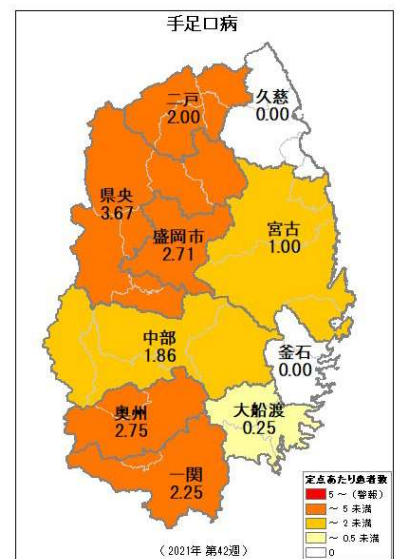 手足口病
二戸
2.00
久慈
0.00
県央
3.67
盛岡市
2.71
宮古
1.00
中部
1.86
釜石
0.00
奥州
2.75
大船渡
0.25
一関
2.25
定点あたり患者数
5 ～ (警報)
～ 5 未満
～ 2 未満
～ 0.5 未満
0
( 2021年 第42週 )